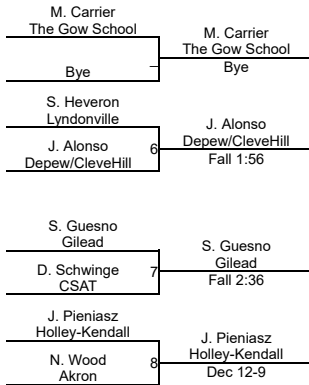 M. Carrier
The Gow School
Bye
M. Carrier
The Gow School
Bye
S. Heveron
Lyndonville
J. Alonso
Depew/CleveHill
6
J. Alonso
Depew/CleveHill
Fall 1:56
S. Guesno
Gilead
D. Schwinge
CSAT
7
S. Guesno
Gilead
Fall 2:36
J. Pieniasz
Holley-Kendall
N. Wood
Akron
8
J. Pieniasz
Holley-Kendall
Dec 12-9